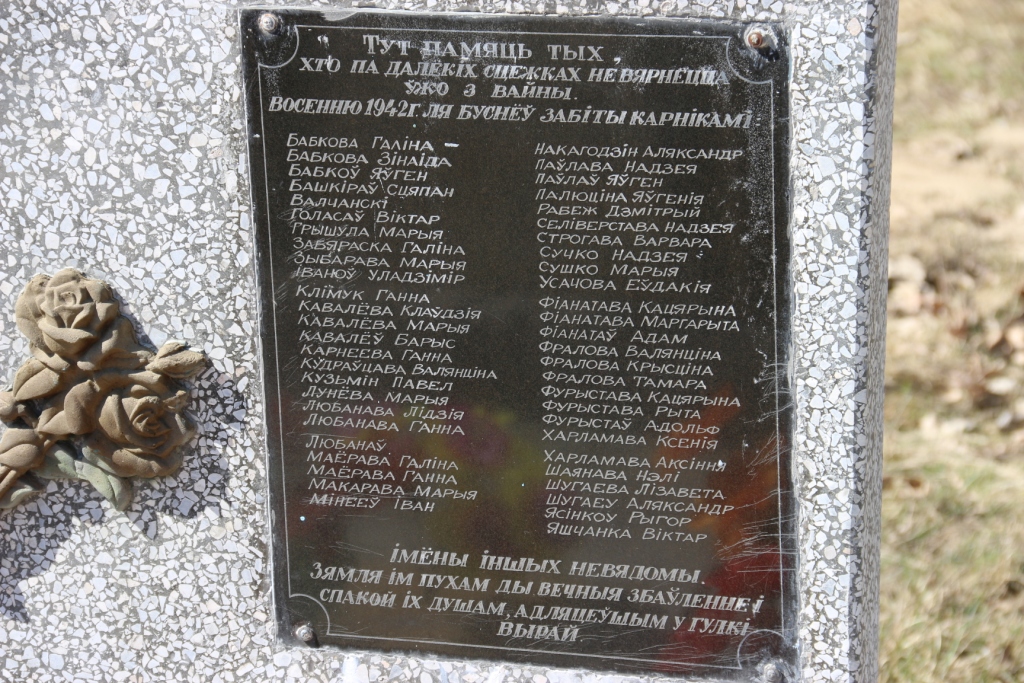 Тут памяць тых,
хто па далёкіх сцежках не вярнецца
ўжо з вайны.
Восенню 1942г. ля Буснёў забіты карнікамі:
Бабкова Галіна
Бабкова Зінаіда
Бабкоў Яўген
Башкіраў Сцяпан
Валчанскі
Голасаў Віктар
Грышула Марыя
Забяраска Галіна
Зыбарава Марыя
Іваноў Уладзімір
Клімук Ганна
Кавалёва Клаўдзія
Кавалёва Марыя
Кавалёў Барыс
Карнеева Ганна
Кудраўцава Валянціна
Кузьмін Павел
Лунёва Марыя
Любанава Лідзія
Любанава Ганна
Любанаў
Маёрава Галіна
Маёрава Ганна
Макарава Марыя
Мінееў Іван
Накагодзін Аляксандр
Паўлава Надзея
Паўлаў Яўген
Палюціна Яўгенія
Рабеж Дзмітрый
Селіверстава Надзея
Строгава Варвара
Сучко Надзея
Сушко Марыя
Усачова Еўдакія
Фіанатава Кацярына
Фіанатава Маргарыта
Фіанатаў Адам
Фралова Валянціна
Фралова Крысціна
Фралова Тамара
Фурыстава Кацярына
Фурыстава Рыта
Фурыстаў Адольф
Харламава Ксенія
Харламава Аксіння
Шаянава Нэлі
Шугаева Лізавета
Шугаеў Аляксандр
Ясінкоў Рыгор
Яшчанка Віктар
Імёны іншых невядомы.
Зямля ім пухам ды вечныя збаўленне і
спакой іх душам, адляцеўшым у гулкі
вырай